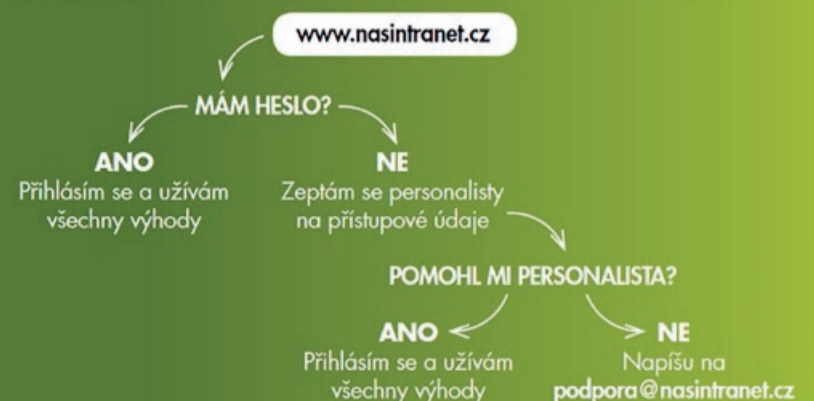 www.nasintranet.cz
MÁM HESLO?
ANO
Přihlásím se a užívám
všechny výhody
NE
Zeptám se personalisty
na přístupové údaje
POMOHL MI PERSONALISTA?
ANO
Přihlásím se a užívám
všechny výhody
NE
Napíšu na
podpora@nasintranet.cz